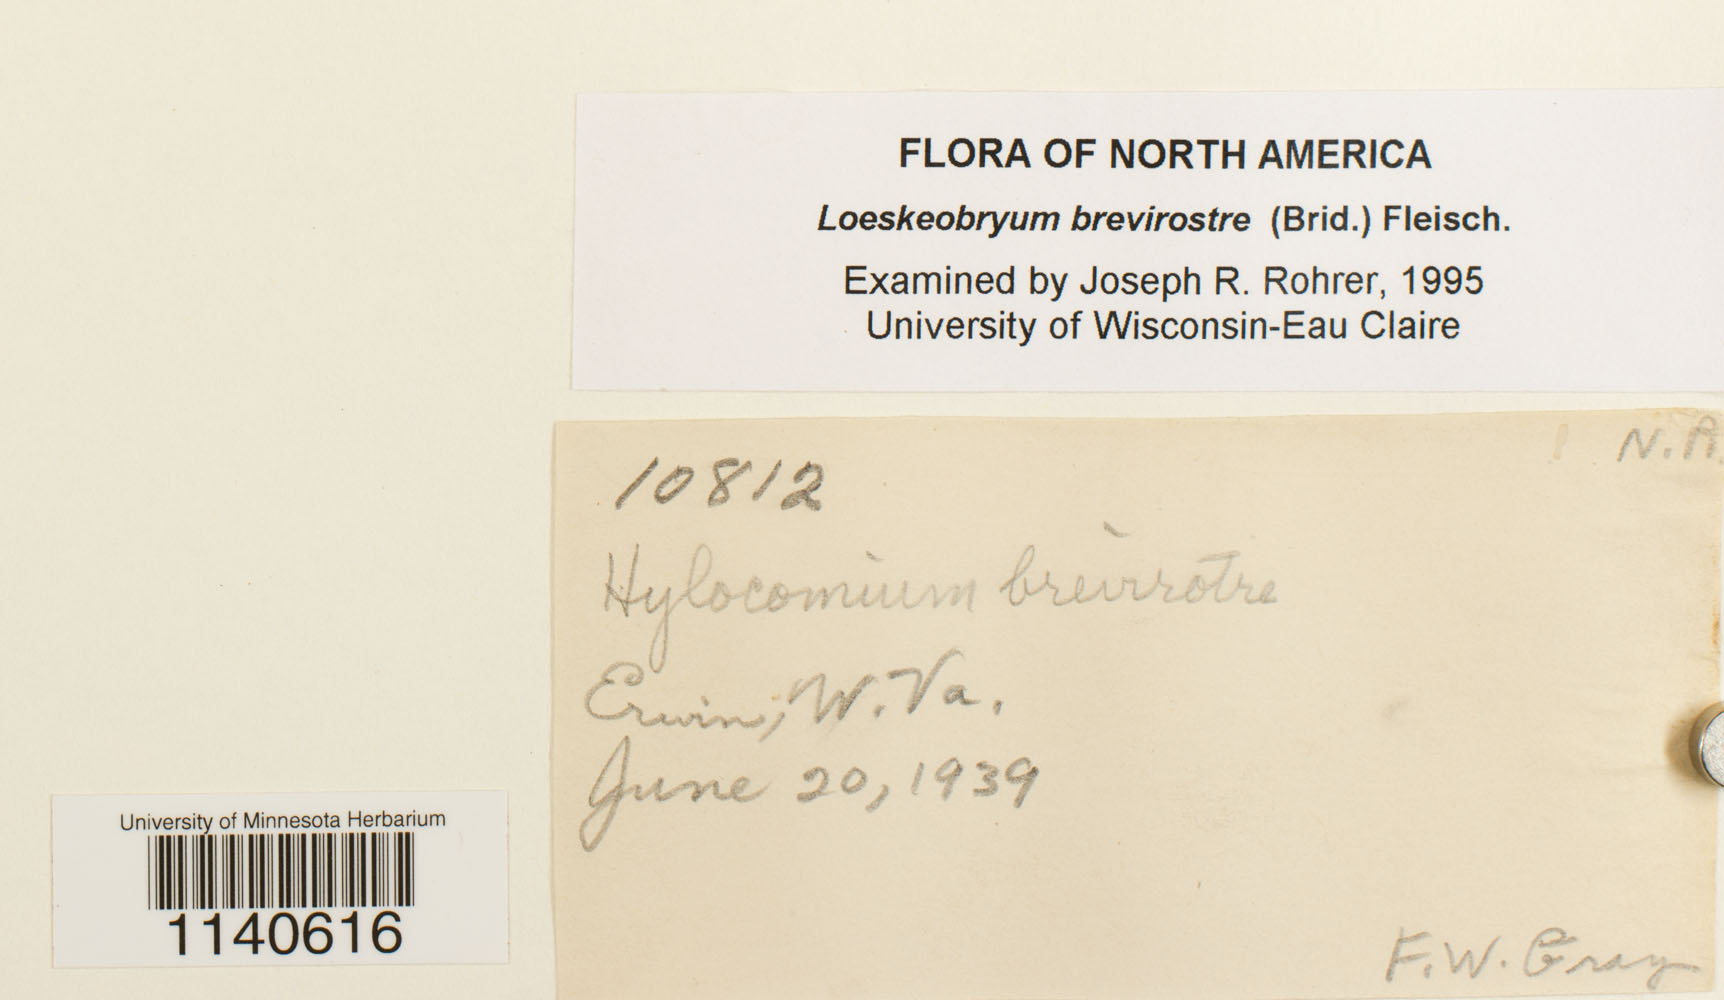 FLORA OF NORTH AMERICA
Loeskeobryum brevirostre (Brid.) Fleisch.
Examined by Joseph R. Rohrer, 1995
University of Wisconsin-Eau Claire
N.A.
10812
Hylocomium brevirotre
Erwin, W. Va.
June 20, 1939
F. W. Gray
University of Minnesota Herbarium
1140616